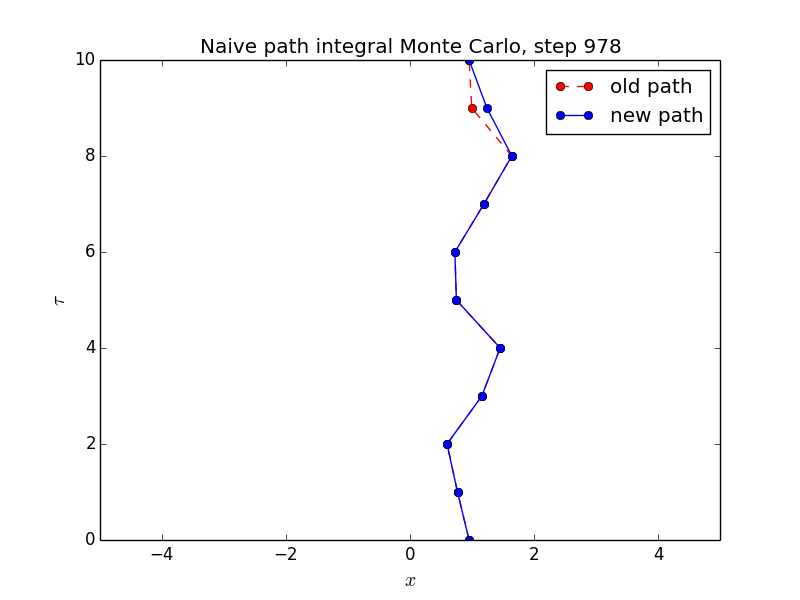 Naive path integral Monte Carlo, step 978
old path
new path
10
8
6
4
2
0
τ
−4 −2 0 2 4
x